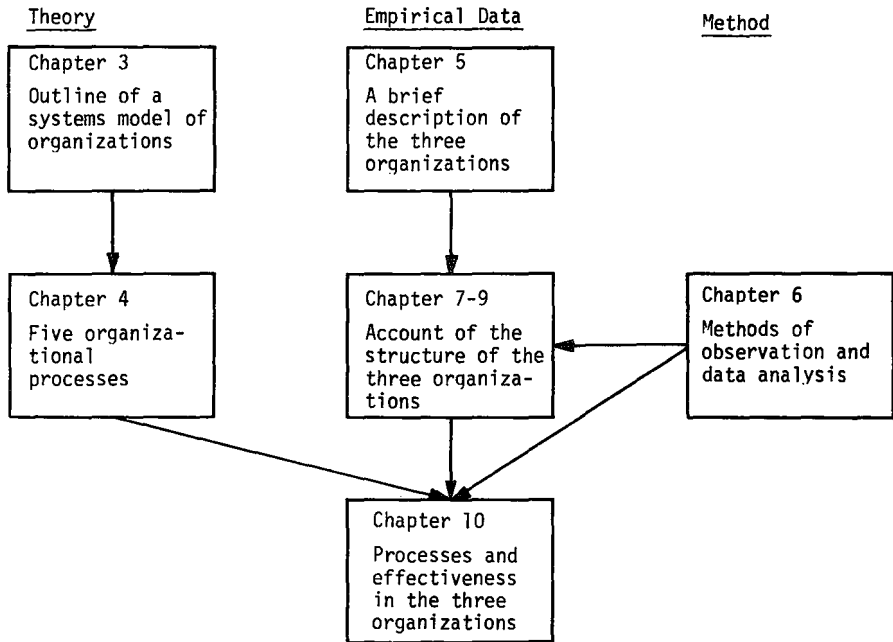 Theory
Empirical Data
Method
Chapter 3
Outline of a
systems model of
organizations
Chapter 5
A brief
description of
the three
organizations
Chapter 4
Five organiza-
tional
processes
Chapter 7-9
Account of the
structure of the
three organiza-
tions
Chapter 6
Methods of
observation and
data analysis
Chapter 10
Processes and
effectiveness
in the three
organizations